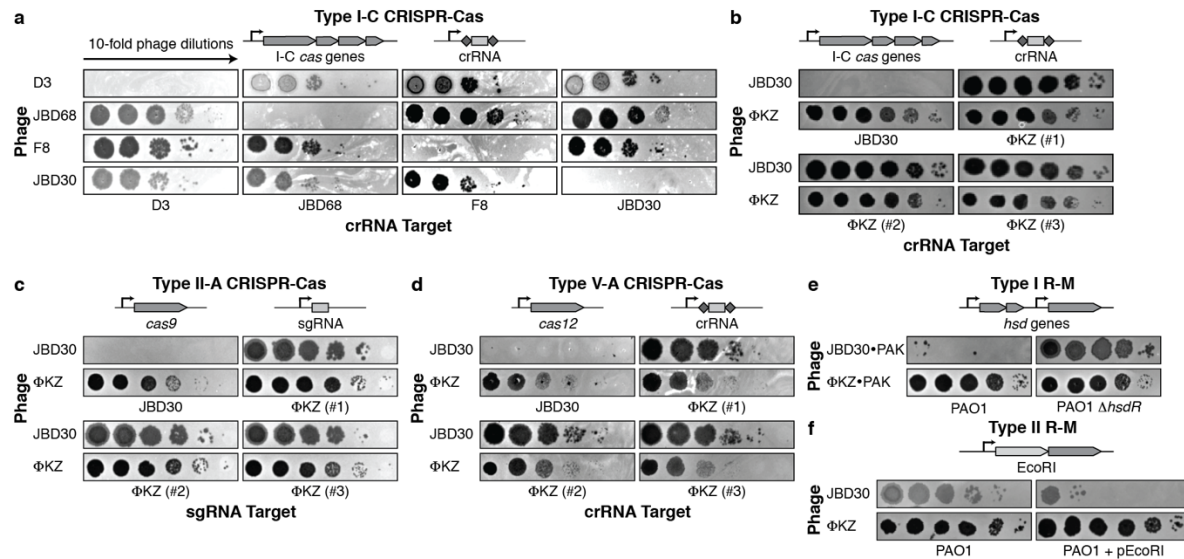 a
Type I-C CRISPR-Cas
10-fold phage dilutions
I-C cas genes
crRNA
Phage
D3
JBD68
F8
JBD30
D3
JBD68
F8
JBD30
crRNA Target
b
Type I-C CRISPR-Cas
I-C cas genes
crRNA
Phage
JBD30
ΦKZ
JBD30
ΦKZ (#1)
JBD30
ΦKZ
ΦKZ (#2)
ΦKZ (#3)
crRNA Target
c
Type II-A CRISPR-Cas
cas9
sgRNA
Phage
JBD30
ΦKZ
JBD30
ΦKZ (#1)
JBD30
ΦKZ
ΦKZ (#2)
ΦKZ (#3)
sgRNA Target
d
Type V-A CRISPR-Cas
cas12
crRNA
Phage
JBD30
ΦKZ
JBD30
ΦKZ (#1)
JBD30
ΦKZ
ΦKZ (#2)
ΦKZ (#3)
crRNA Target
e
Type I R-M
hsd genes
Phage
JBD30•PAK
ΦKZ•PAK
PAO1
PAO1 ΔhsdR
f
Type II R-M
EcoRI
Phage
JBD30
ΦKZ
PAO1
PAO1 + pEcoRI